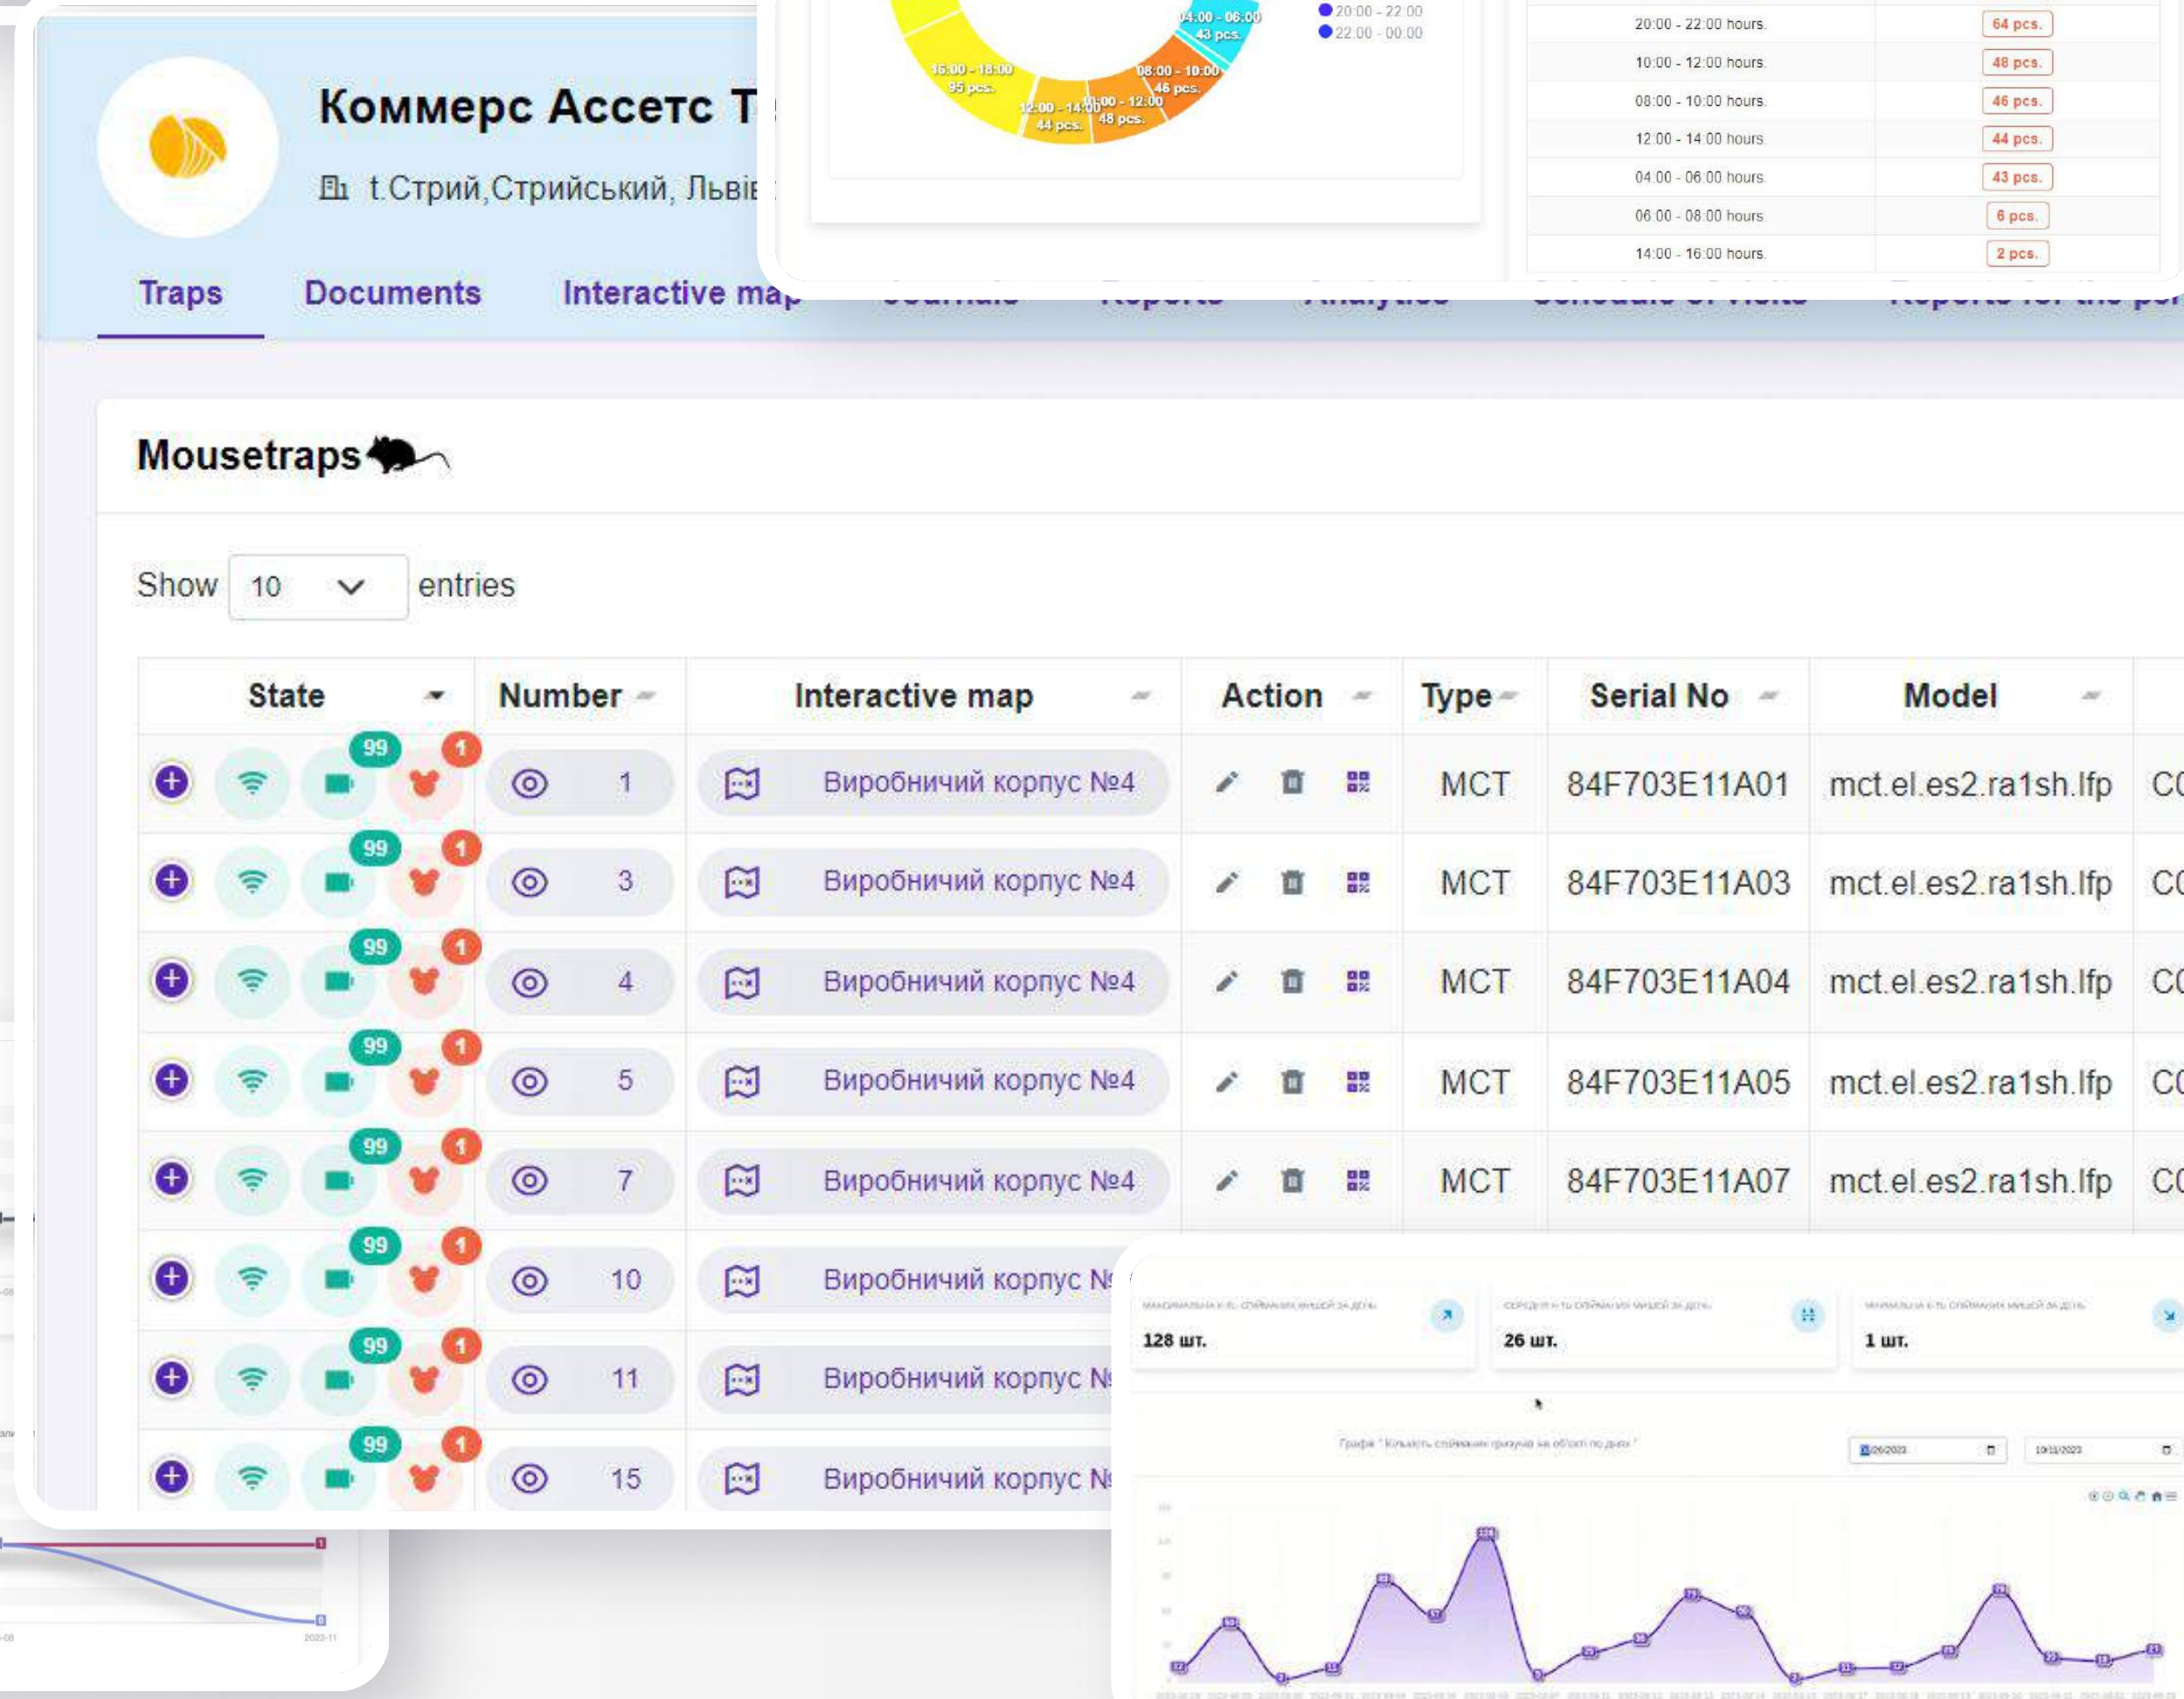 04:00 - 06:00
43 pcs.
08:00 - 10:00
46 pcs.
48 pcs.
44 pcs.
16:00 - 18:00
95 pcs.
20:00 - 22:00
22:00 - 00:00
20:00 - 22:00 hours. 64 pcs.
10:00 - 12:00 hours. 48 pcs.
08:00 - 10:00 hours. 46 pcs.
12:00 - 14:00 hours. 44 pcs.
04:00 - 06:00 hours. 43 pcs.
06:00 - 08:00 hours. 6 pcs.
14:00 - 16:00 hours. 2 pcs.
Коммерс Ассетс
t.Стрий,Стрийський,
Traps Documents Interactive map
Mousetraps
Show 10 entries
State Number Interactive map Action Type Serial No Model
99 1 1 Виробничий корпус №4 MCT 84F703E11A01 mct.el.es2.ra1sh.lfp
99 1 3 Виробничий корпус №4 MCT 84F703E11A03 mct.el.es2.ra1sh.lfp
99 1 4 Виробничий корпус №4 MCT 84F703E11A04 mct.el.es2.ra1sh.lfp
99 1 5 Виробничий корпус №4 MCT 84F703E11A05 mct.el.es2.ra1sh.lfp
99 1 7 Виробничий корпус №4 MCT 84F703E11A07 mct.el.es2.ra1sh.lfp
99 1 10 Виробничий корпус
99 1 11 Виробничий корпус
99 1 15 Виробничий корпус
128 шт.
26 шт.
1 шт.
10/11/2023
2023-11